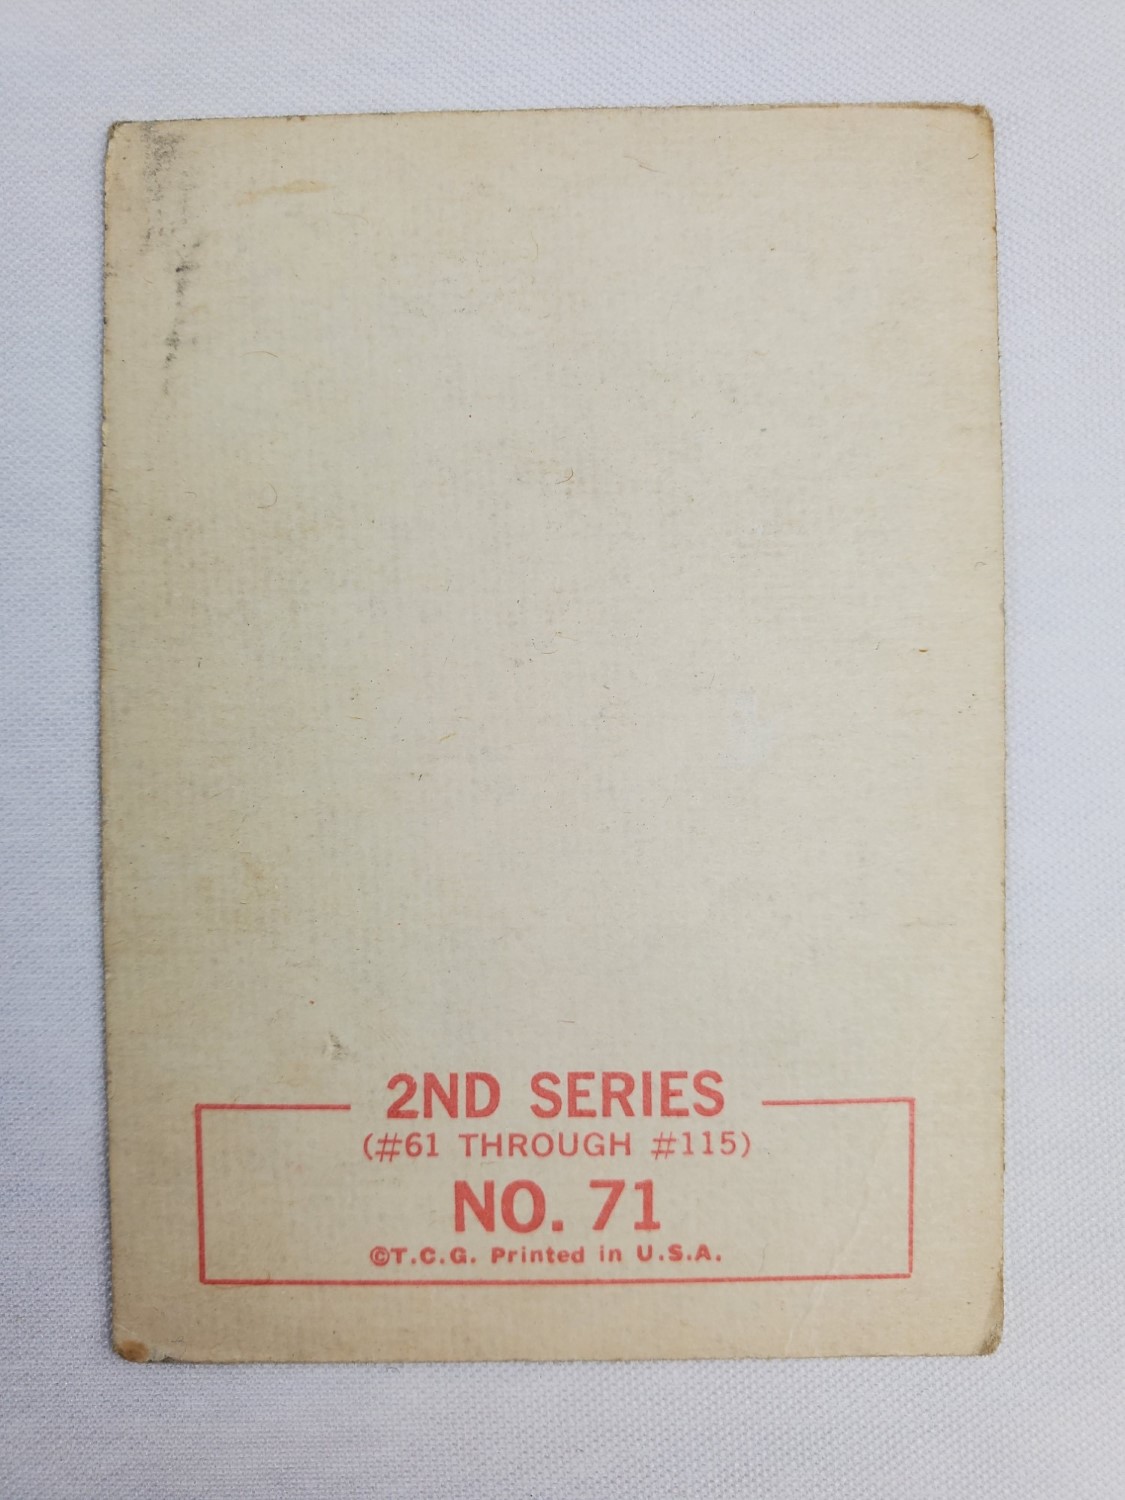 2ND SERIES
(#61 THROUGH #115)
NO. 71
©T.C.G. Printed in U.S.A.